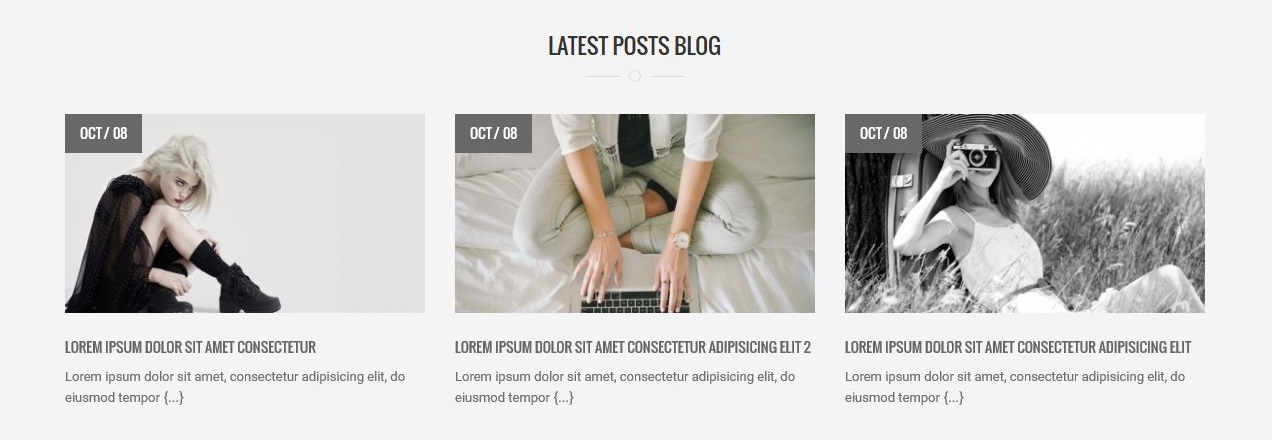 LATEST POSTS BLOG
OCT / 08
OCT / 08
OCT / 08
LOREM IPSUM DOLOR SIT AMET CONSECTETUR
Lorem ipsum dolor sit amet, consectetur adipisicing elit, do
eiusmod tempor {...}
LOREM IPSUM DOLOR SIT AMET CONSECTETUR ADIPISICING ELIT 2
Lorem ipsum dolor sit amet, consectetur adipisicing elit, do
eiusmod tempor {...}
LOREM IPSUM DOLOR SIT AMET CONSECTETUR ADIPISICING ELIT
Lorem ipsum dolor sit amet, consectetur adipisicing elit, do
eiusmod tempor {...}